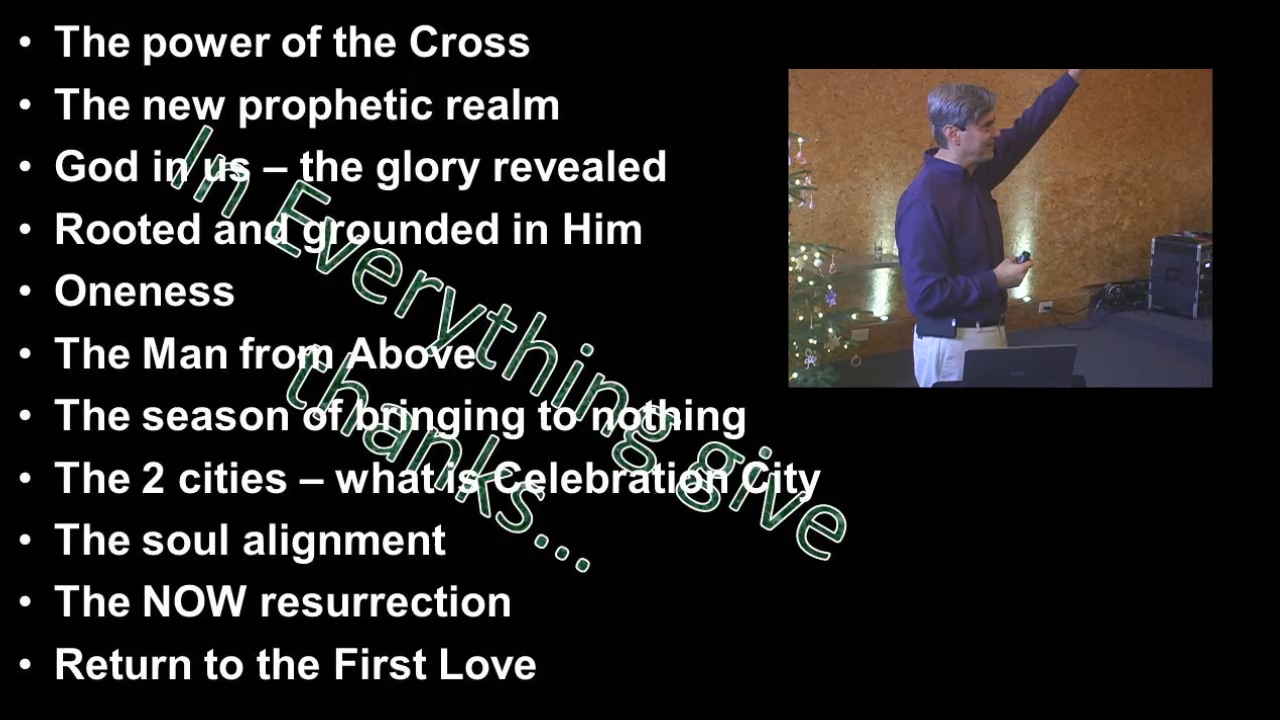 • The power of the Cross
• The new prophetic realm
• God in us – the glory revealed
• Rooted and grounded in Him
• Oneness
• The Man from Above
• The season of bringing to nothing
• The 2 cities – what is Celebration City
• The soul alignment
• The NOW resurrection
• Return to the First Love
In Everything give
thanks...